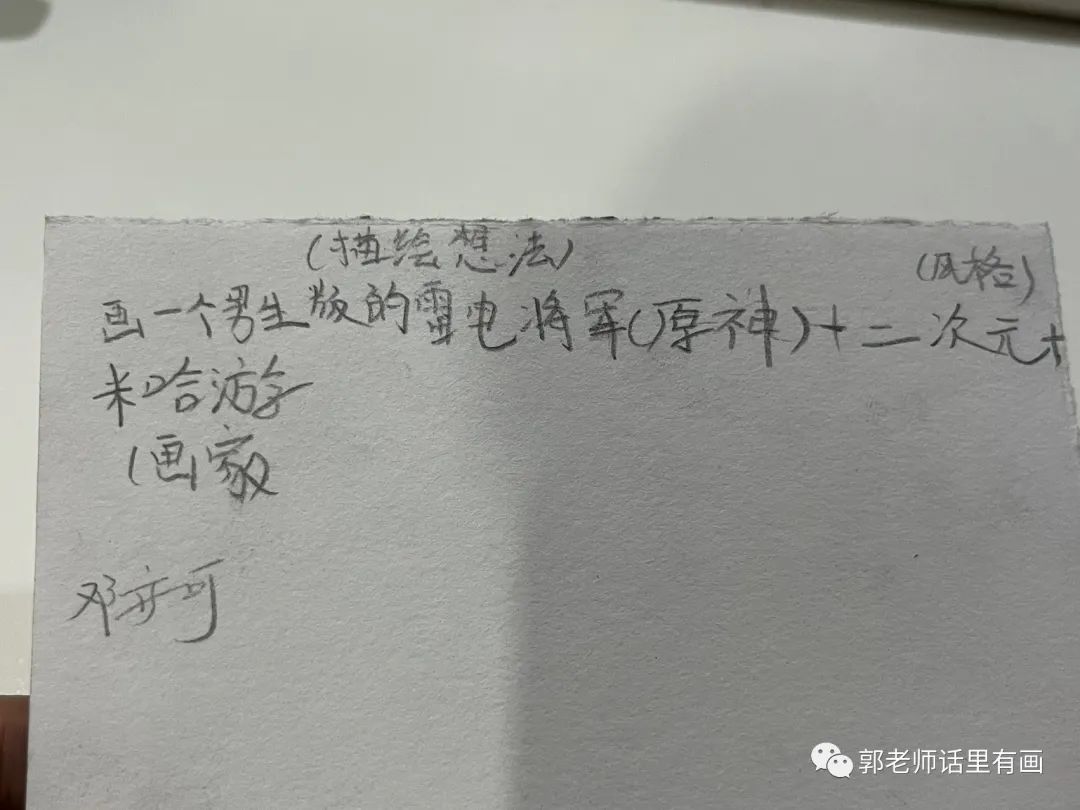 (描绘想法) (风格)
画一个男生版的雷电将军(原神)+二次元+
米哈游
(画家
邓亦可
郭老师话里有画